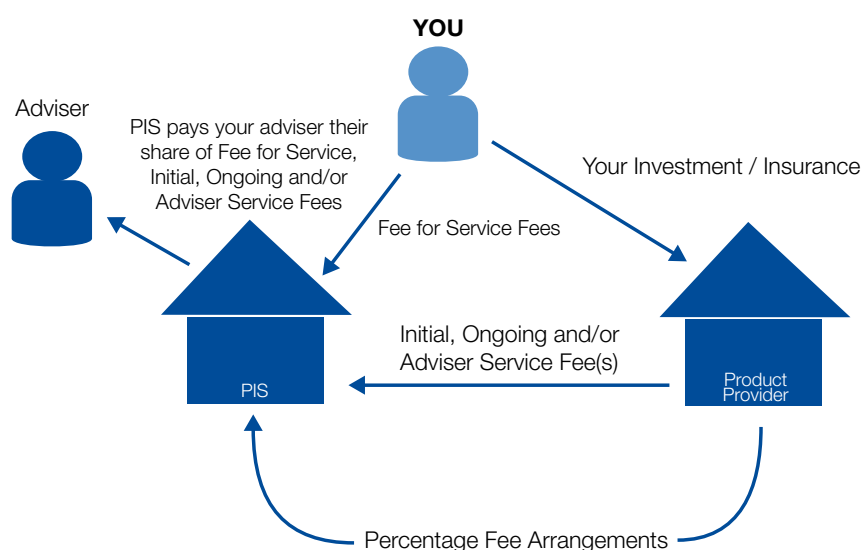 YOU
Adviser
PIS pays your adviser their
share of Fee for Service,
Initial, Ongoing and/or
Adviser Service Fees
Your Investment / Insurance
Fee for Service Fees
Initial, Ongoing and/or
Adviser Service Fee(s)
PIS
Product
Provider
Percentage Fee Arrangements